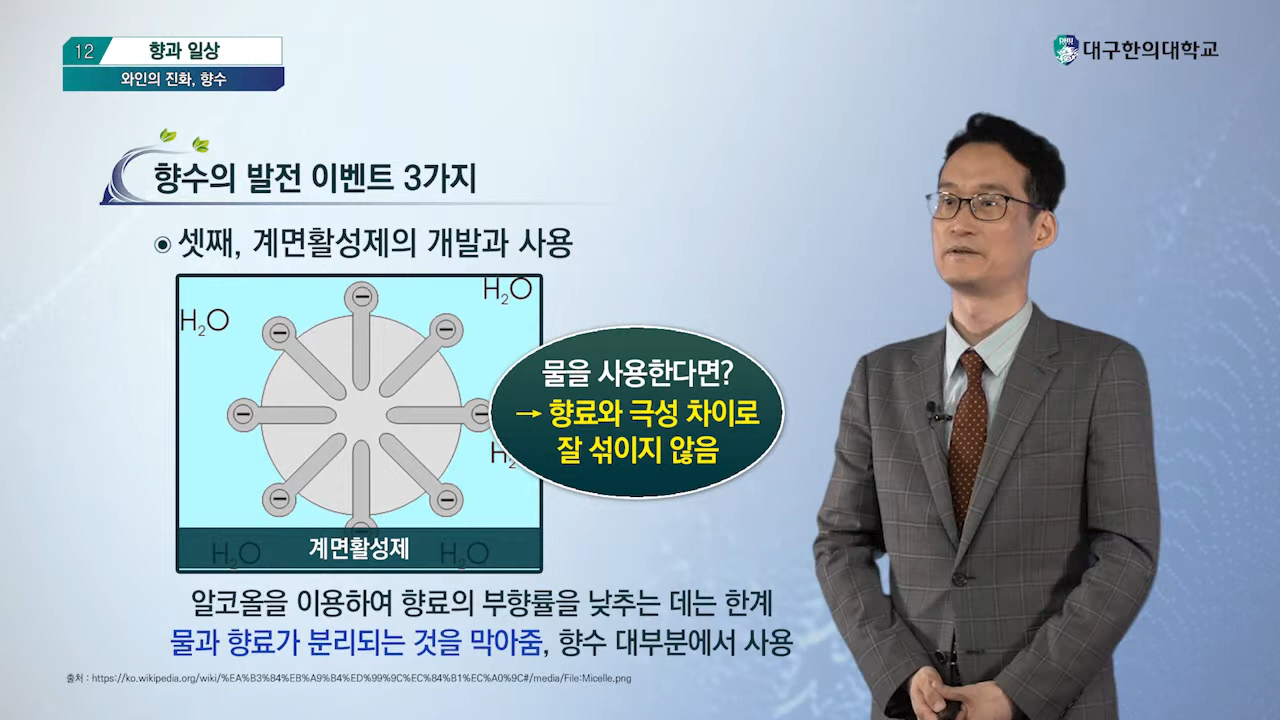 12
향과 일상
와인의 진화, 향수
대구한의대학교
향수의 발전 이벤트 3가지
셋째, 계면활성제의 개발과 사용
H₂O
H₂O
물을 사용한다면?
→ 향료와 극성 차이로
잘 섞이지 않음
H₂
H₂O
계면활성제
H₂O
알코올을 이용하여 향료의 부향률을 낮추는 데는 한계
물과 향료가 분리되는 것을 막아줌, 향수 대부분에서 사용
출처 : https://ko.wikipedia.org/wiki/%EA%B3%84%EB%A9%B4%ED%99%9C%EC%84%B1%EC%A0%9C#/media/File:Micelle.png